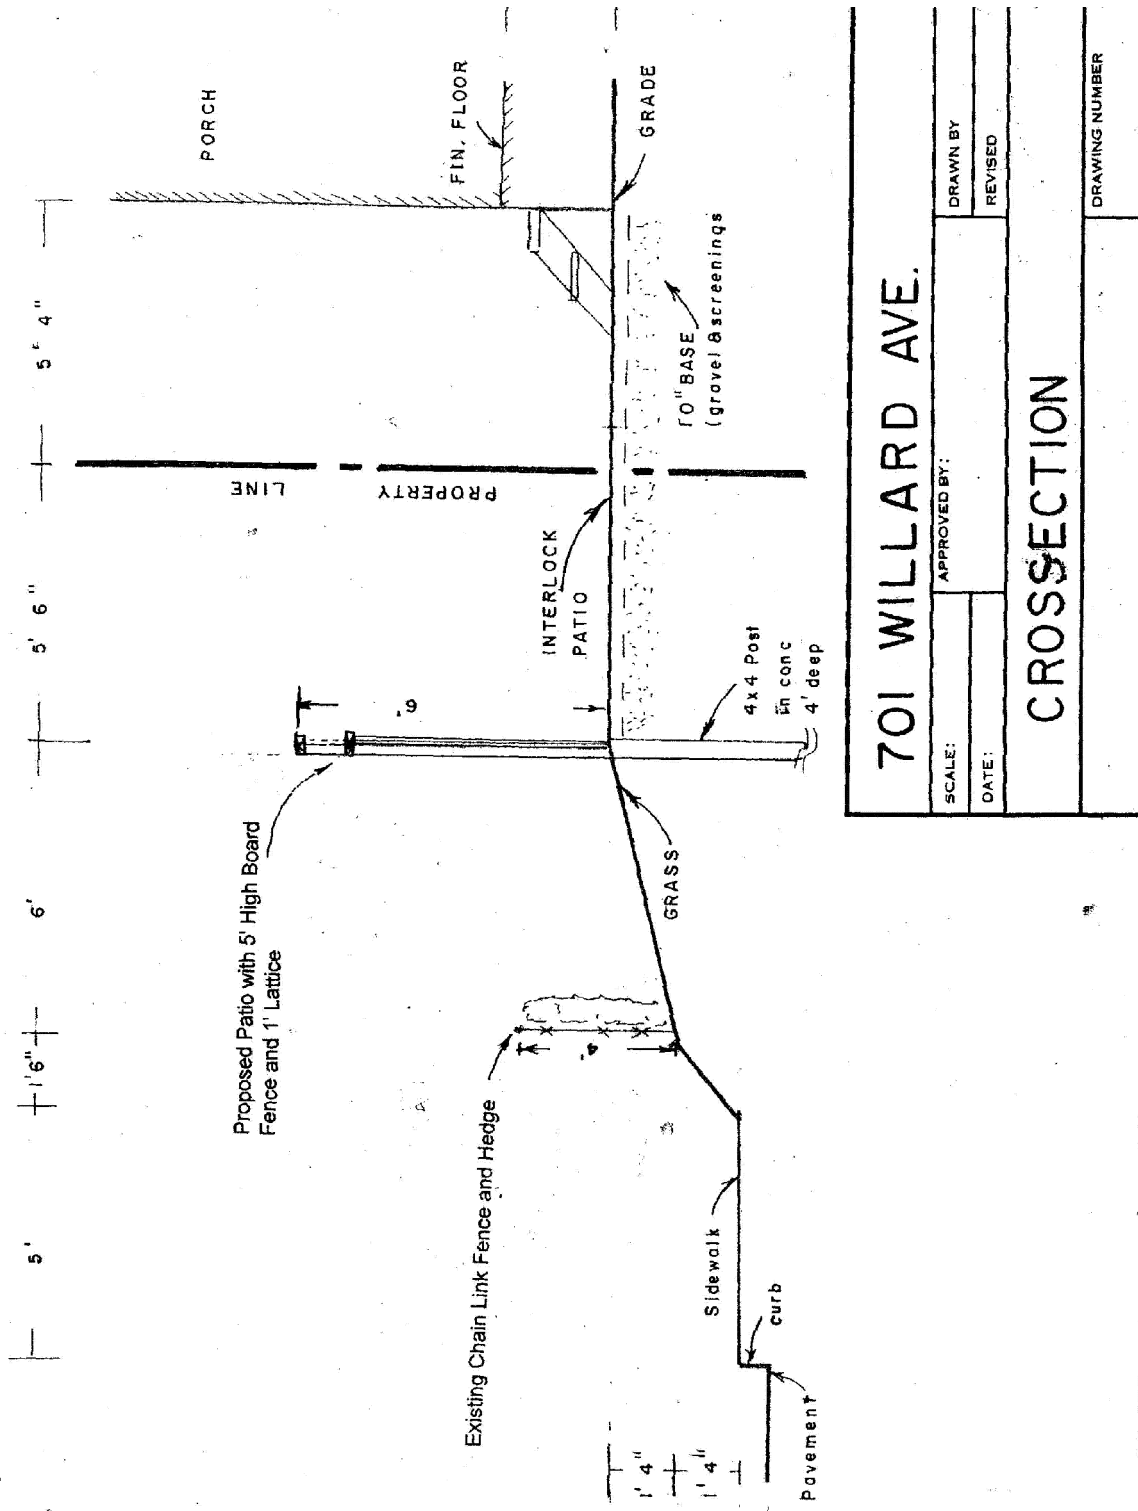 5'
1'6"
6'
5' 6"
5' 4"
Proposed Patio with 5' High Board
Fence and 1' Lattice
Existing Chain Link Fence and Hedge
6'
4'
PROPERTY LINE
PORCH
FIN. FLOOR
GRADE
INTERLOCK
PATIO
10" BASE
(gravel & screenings
4x4 Post
in conc
4' deep
GRASS
Sidewalk
curb
Pavement
1' 4"
1' 4"
701 WILLARD AVE.
SCALE:
APPROVED BY:
DRAWN BY
DATE:
REVISED
CROSSECTION
DRAWING NUMBER